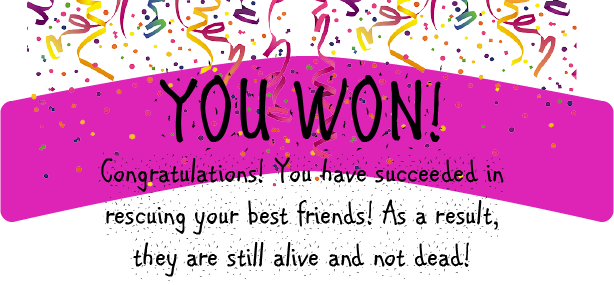 YOU WON!
Congratulations! You have succeeded in
rescuing your best friends! As a result,
they are still alive and not dead!